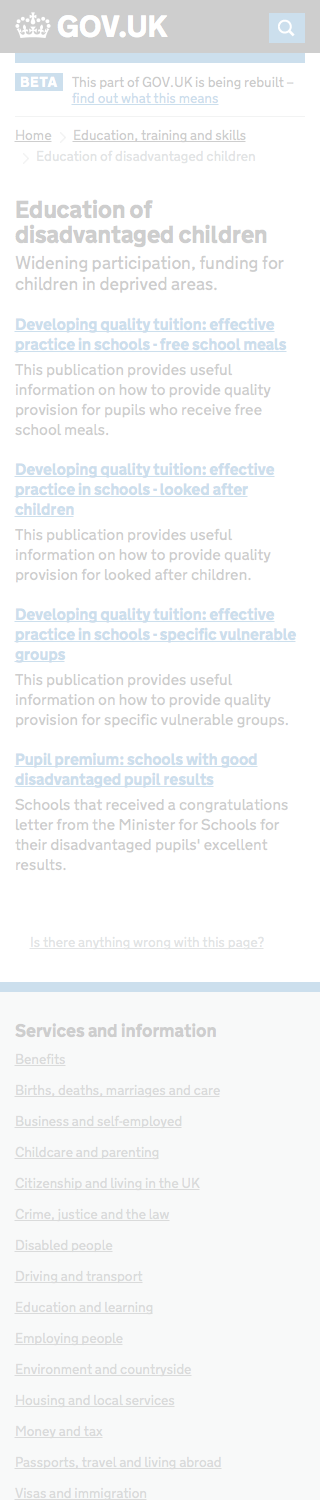 GOV.UK
BETA This part of GOV.UK is being rebuilt –
find out what this means
Home Education, training and skills
Education of disadvantaged children
Education of
disadvantaged children
Widening participation, funding for
children in deprived areas.
Developing quality tuition: effective
practice in schools - free school meals
This publication provides useful
information on how to provide quality
provision for pupils who receive free
school meals.
Developing quality tuition: effective
practice in schools - looked after
children
This publication provides useful
information on how to provide quality
provision for looked after children.
Developing quality tuition: effective
practice in schools - specific vulnerable
groups
This publication provides useful
information on how to provide quality
provision for specific vulnerable groups.
Pupil premium: schools with good
disadvantaged pupil results
Schools that received a congratulations
letter from the Minister for Schools for
their disadvantaged pupils' excellent
results.
Is there anything wrong with this page?
Services and information
Benefits
Births, deaths, marriages and care
Business and self-employed
Childcare and parenting
Citizenship and living in the UK
Crime, justice and the law
Disabled people
Driving and transport
Education and learning
Employing people
Environment and countryside
Housing and local services
Money and tax
Passports, travel and living abroad
Visas and immigration